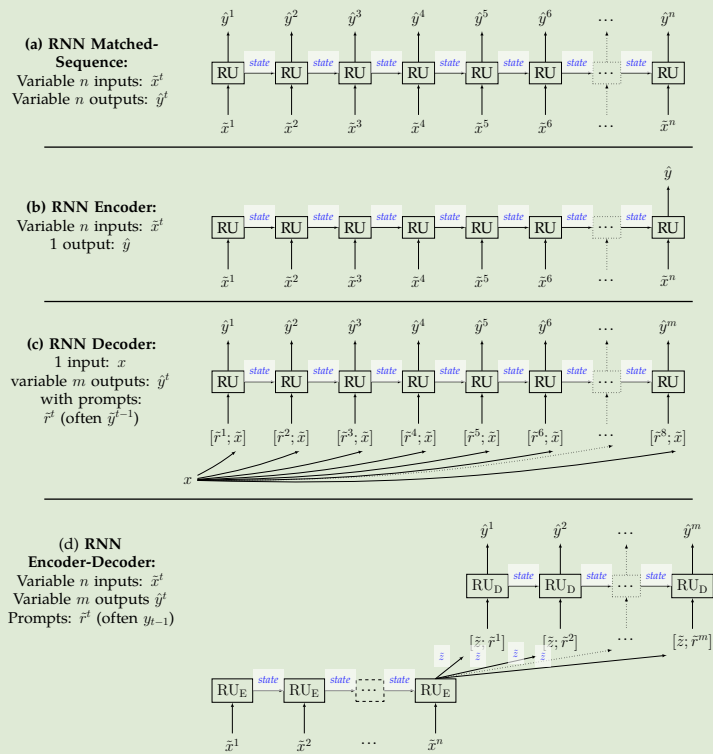 ŷ¹ ŷ² ŷ³ ŷ⁴ ŷ⁵ ŷ⁶ ... ŷⁿ
(a) RNN Matched-
Sequence:
Variable n inputs: x̃ᵗ
Variable n outputs: ŷᵗ
RU state RU state RU state RU state RU state RU state ... state RU
x̃¹ x̃² x̃³ x̃⁴ x̃⁵ x̃⁶ ... x̃ⁿ
ŷ
(b) RNN Encoder:
Variable n inputs: x̃ᵗ
1 output: ŷ
RU state RU state RU state RU state RU state RU state ... state RU
x̃¹ x̃² x̃³ x̃⁴ x̃⁵ x̃⁶ ... x̃ⁿ
ŷ¹ ŷ² ŷ³ ŷ⁴ ŷ⁵ ŷ⁶ ... ŷᵐ
(c) RNN Decoder:
1 input: x
variable m outputs: ŷᵗ
with prompts:
r̃ᵗ (often ỹᵗ⁻¹)
RU state RU state RU state RU state RU state RU state ... state RU
[r̃¹; x̃] [r̃²; x̃] [r̃³; x̃] [r̃⁴; x̃] [r̃⁵; x̃] [r̃⁶; x̃] ... [r̃⁸; x̃]
x
(d) RNN
Encoder-Decoder:
Variable n inputs: x̃ᵗ
Variable m outputs ŷᵗ
Prompts: r̃ᵗ (often yₜ₋₁)
ŷ¹ ŷ² ... ŷᵐ
RU_D state RU_D state ... state RU_D
[z̃; r̃¹] [z̃; r̃²] ... [z̃; r̃ᵐ]
RU_E state RU_E state ... state RU_E
x̃¹ x̃² ... x̃ⁿ